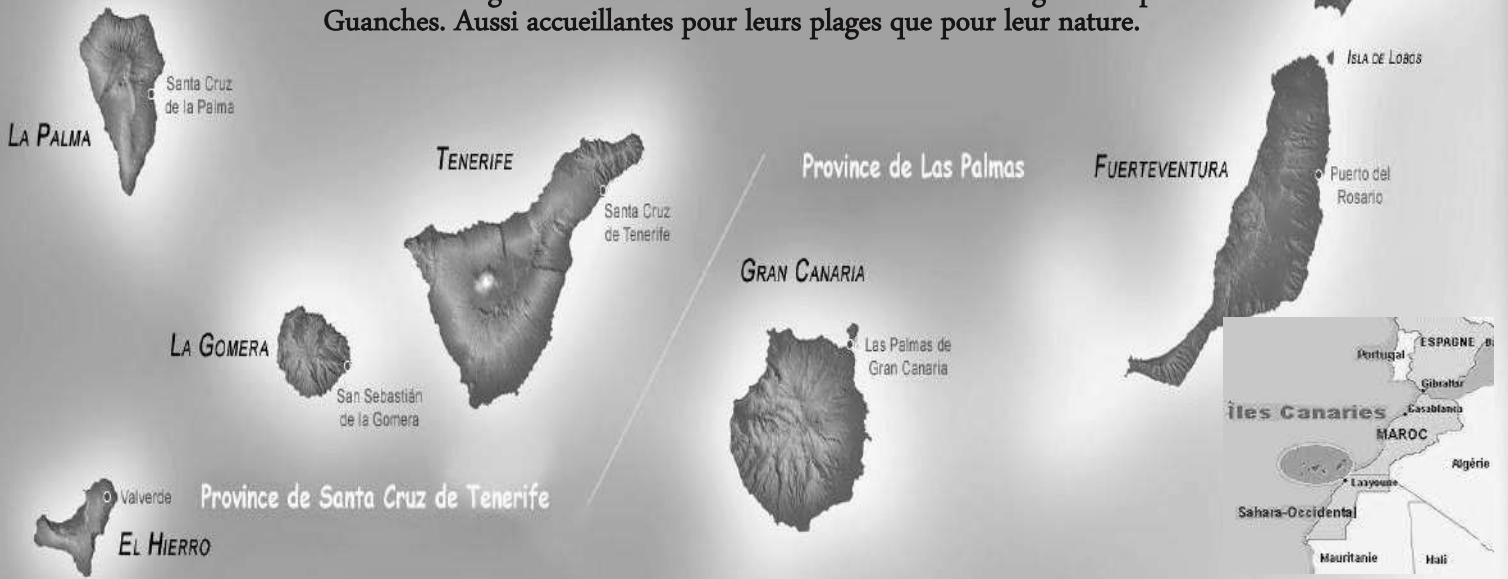 Guanches. Aussi accueillantes pour leurs plages que pour leur nature.
ISLA DE LOBOS
Santa Cruz
de la Palma
LA PALMA
TENERIFE
Province de Las Palmas
FUERTEVENTURA
Puerto del
Rosario
Santa Cruz
de Tenerife
GRAN CANARIA
LA GOMERA
Las Palmas de
Gran Canaria
San Sebastián
de la Gomera
Valverde
Province de Santa Cruz de Tenerife
EL HIERRO
Portugal
ESPAGNE
Gibraltar
Îles Canaries
Casablanca
MAROC
Algérie
Laayoune
Sahara-Occidental
Mauritanie
Mali